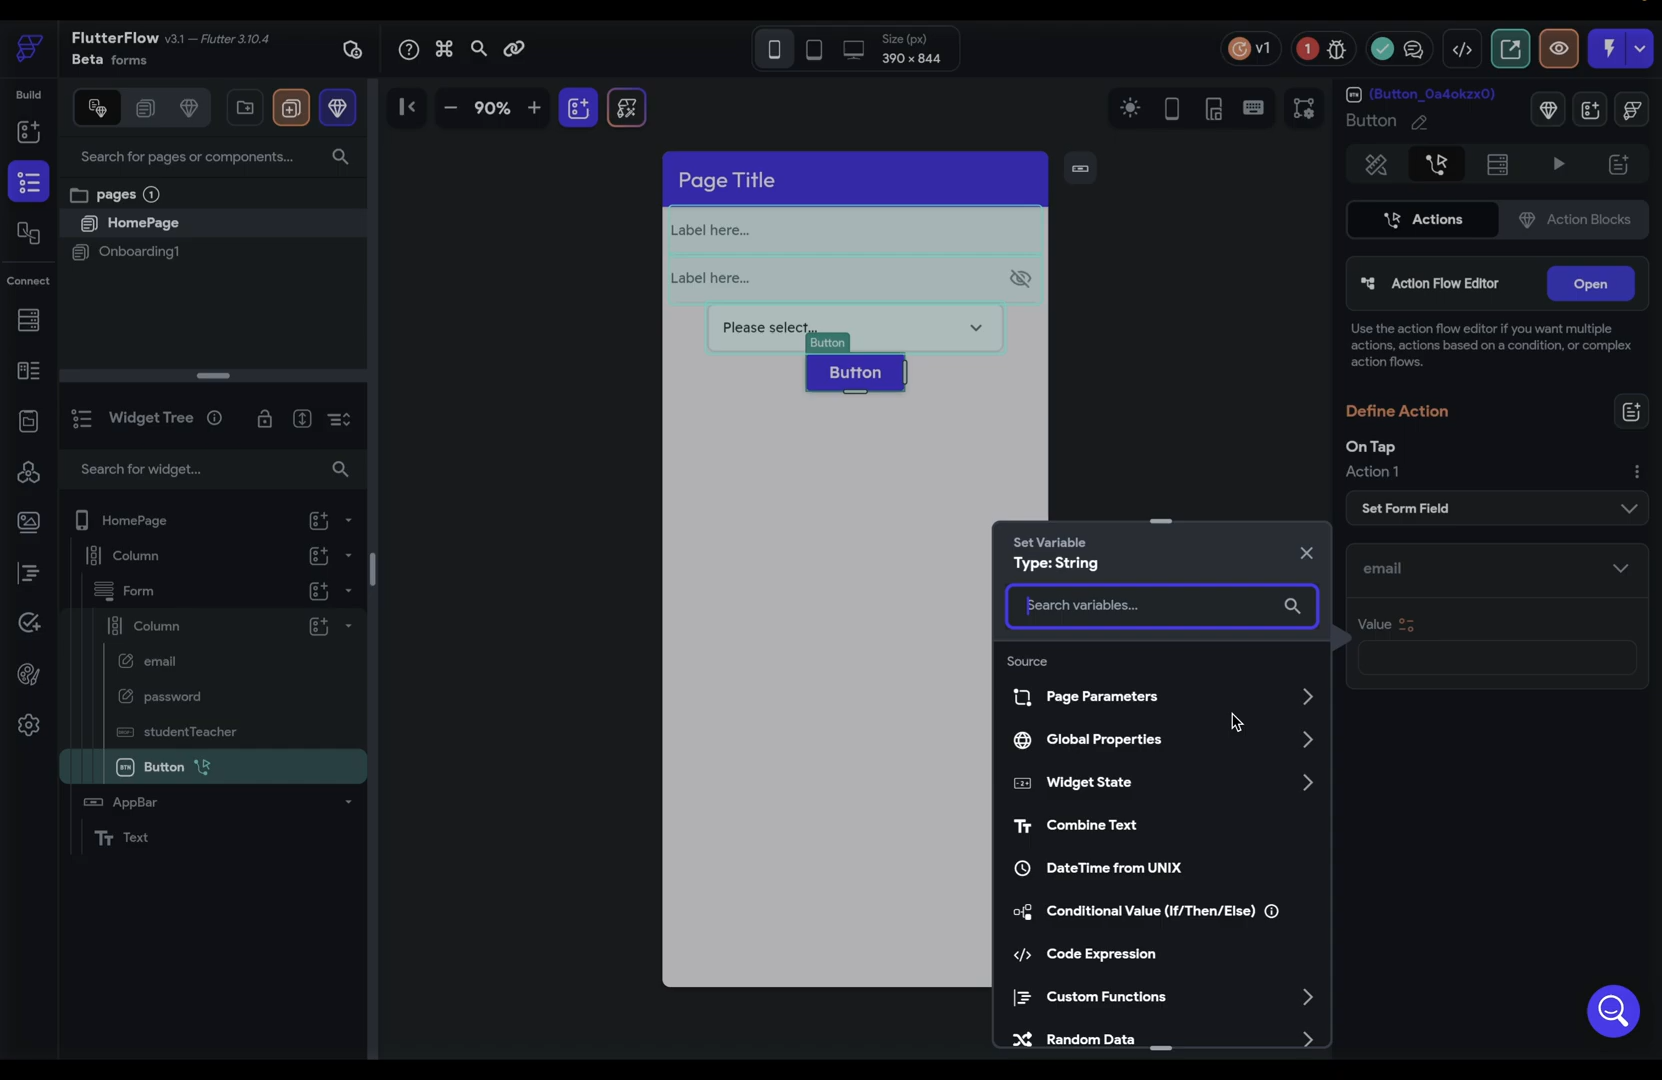 FlutterFlow v3.1 – Flutter 3.10.4
Beta forms
Size (px)
390 × 844
v1
1
Build
90%
(Button_0a4okzx0)
Button
Search for pages or components...
pages 1
HomePage
Onboarding1
Connect
Widget Tree
Search for widget...
HomePage
Column
Form
Column
email
password
studentTeacher
Button
AppBar
Text
Page Title
Label here...
Label here...
Please select...
Button
Button
Set Variable
Type: String
Search variables...
Source
Page Parameters
Global Properties
Widget State
Combine Text
DateTime from UNIX
Conditional Value (If/Then/Else)
Code Expression
Custom Functions
Random Data
Actions
Action Blocks
Action Flow Editor
Open
Use the action flow editor if you want multiple
actions, actions based on a condition, or complex
action flows.
Define Action
On Tap
Action 1
Set Form Field
email
Value